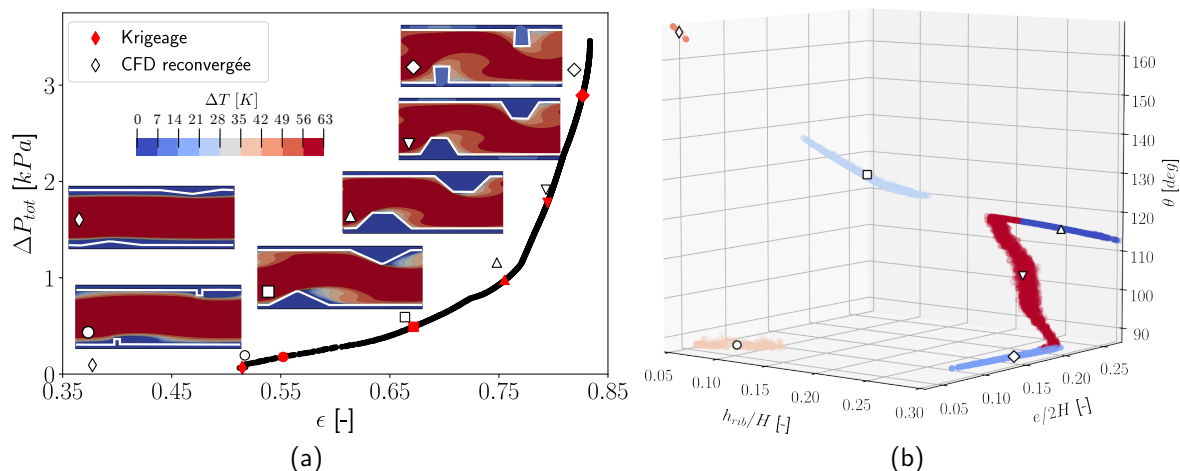 Krigeage
CFD reconvergée
ΔT [K]
0 7 14 21 28 35 42 49 56 63
ΔP_tot [kPa]
3
2
1
0
0.35 0.45 0.55 0.65 0.75 0.85
ϵ [-]
(a)
160
150
140
130
120
110
100
90
θ [deg]
0.05 0.10 0.15 0.20 0.25 0.30
h_rib/H [-]
0.05 0.10 0.15 0.20 0.25
e/2H [-]
(b)